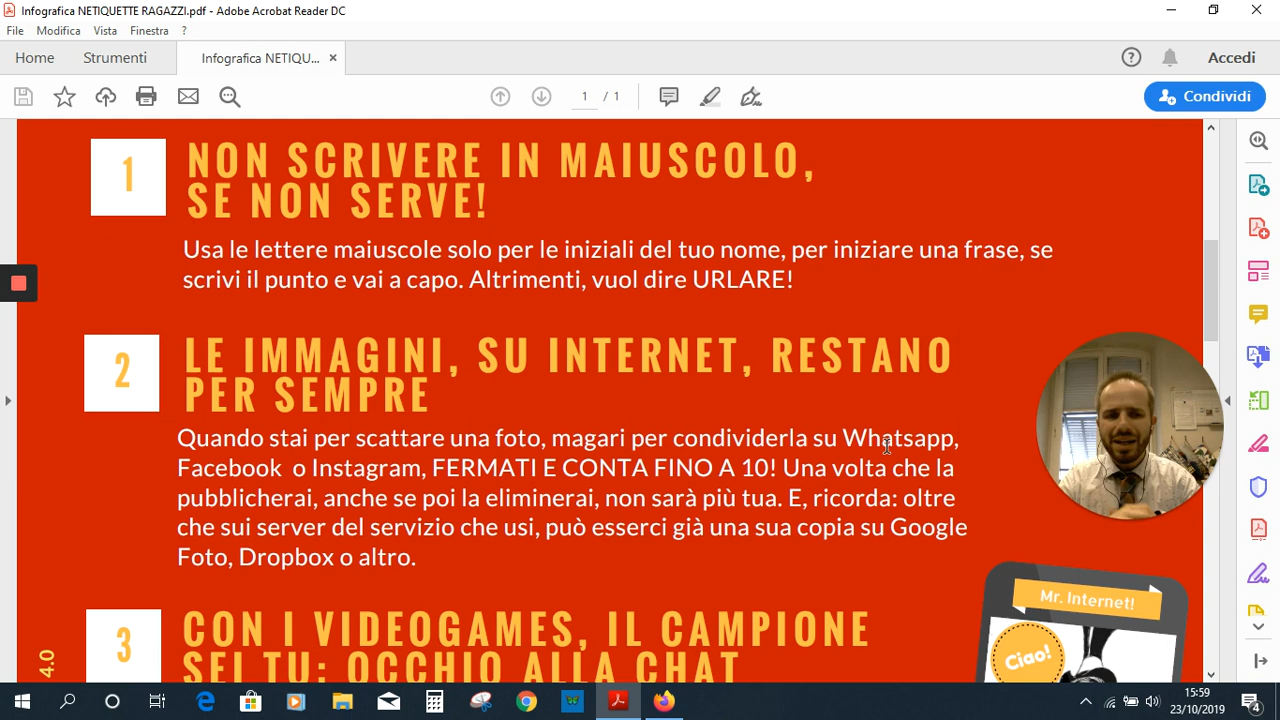 Infografica NETIQUETTE RAGAZZI.pdf - Adobe Acrobat Reader DC
File Modifica Vista Finestra ?
Home Strumenti Infografica NETIQU... × Accedi
1 / 1 Condividi
1
NON SCRIVERE IN MAIUSCOLO,
SE NON SERVE!
Usa le lettere maiuscole solo per le iniziali del tuo nome, per iniziare una frase, se
scrivi il punto e vai a capo. Altrimenti, vuol dire URLARE!
2
LE IMMAGINI, SU INTERNET, RESTANO
PER SEMPRE
Quando stai per scattare una foto, magari per condividerla su Whatsapp,
Facebook o Instagram, FERMATI E CONTA FINO A 10! Una volta che la
pubblicherai, anche se poi la eliminerai, non sarà più tua. E, ricorda: oltre
che sui server del servizio che usi, può esserci già una sua copia su Google
Foto, Dropbox o altro.
3
CON I VIDEOGAMES, IL CAMPIONE
SEI TU: OCCHIO ALLA CHAT
4.0
Mr. Internet!
Ciao!
15:59
23/10/2019
4